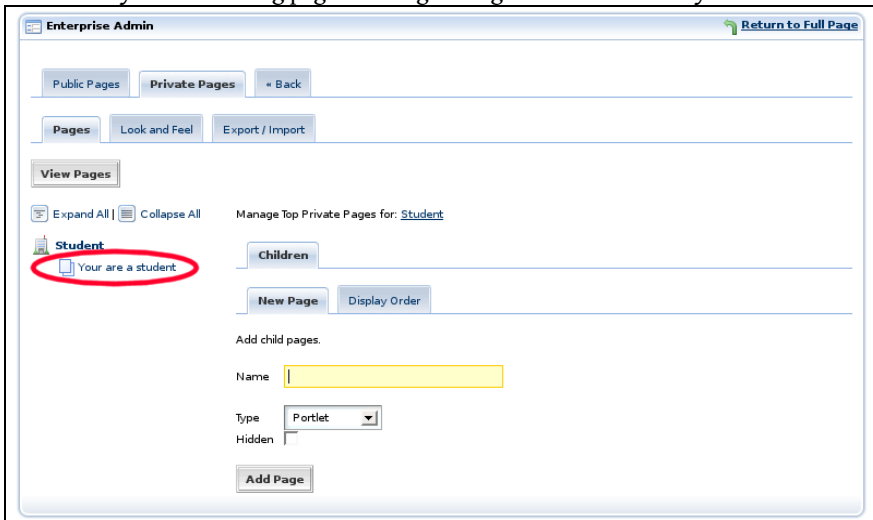 Enterprise Admin Return to Full Page
Public Pages Private Pages « Back
Pages Look and Feel Export / Import
View Pages
Expand All | Collapse All Manage Top Private Pages for: Student
Student
Your are a student
Children
New Page Display Order
Add child pages.
Name
Type Portlet
Hidden
Add Page